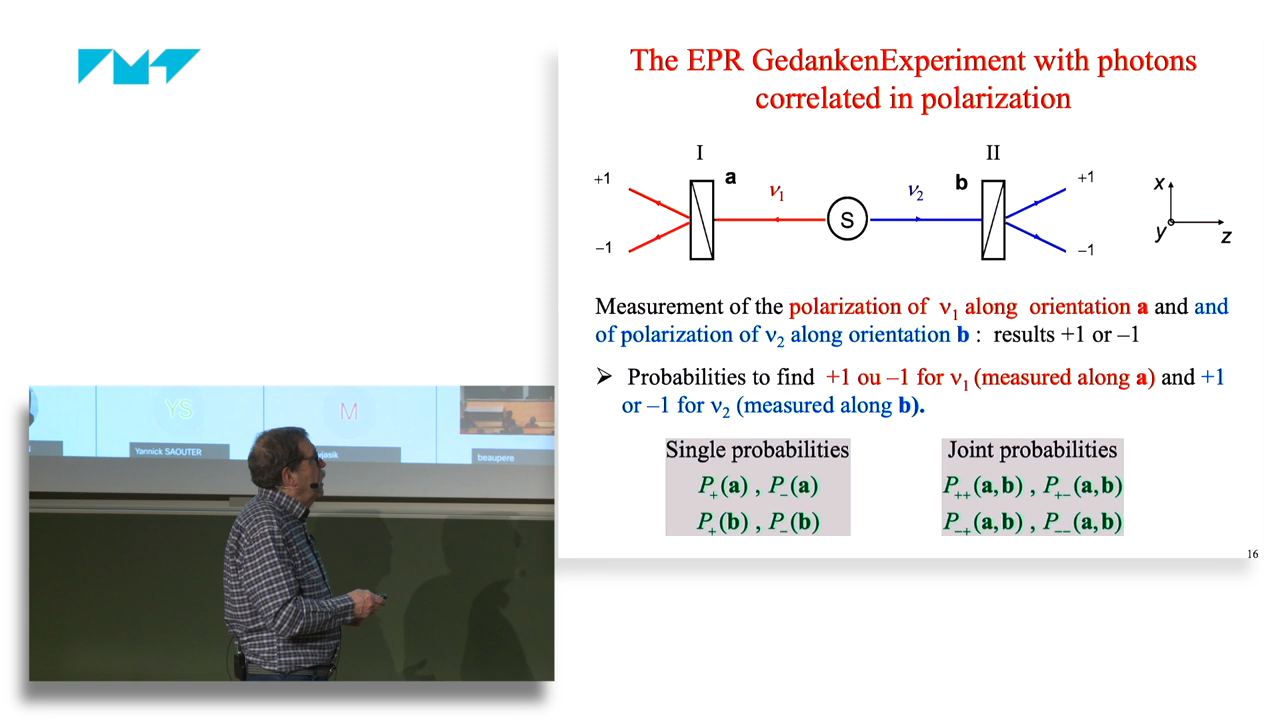 The EPR GedankenExperiment with photons
correlated in polarization
I
II
+1
a
ν1
S
ν2
b
+1
–1
–1
x
y
z
Measurement of the polarization of ν1 along orientation a and and
of polarization of ν2 along orientation b : results +1 or –1
➢ Probabilities to find +1 ou –1 for ν1 (measured along a) and +1
or –1 for ν2 (measured along b).
Single probabilities
P+(a) , P–(a)
P+(b) , P–(b)
Joint probabilities
P++(a,b) , P+–(a,b)
P–+(a,b) , P––(a,b)
16
YS
M
Yannick SAOUTER
beaupere